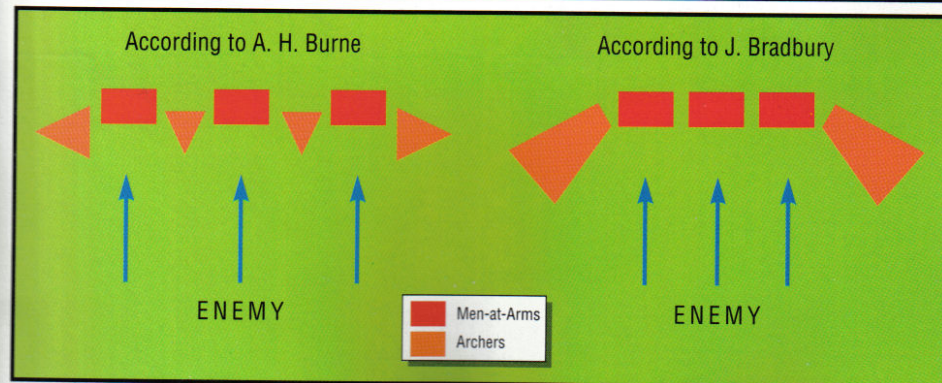 According to A. H. Burne
According to J. Bradbury
ENEMY
ENEMY
Men-at-Arms
Archers